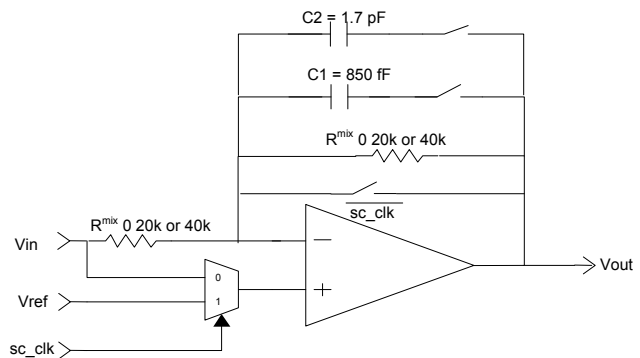 C2 = 1.7 pF
C1 = 850 fF
R^mix 0 20k or 40k
sc_clk
R^mix 0 20k or 40k
Vin
Vout
0
Vref
1
sc_clk